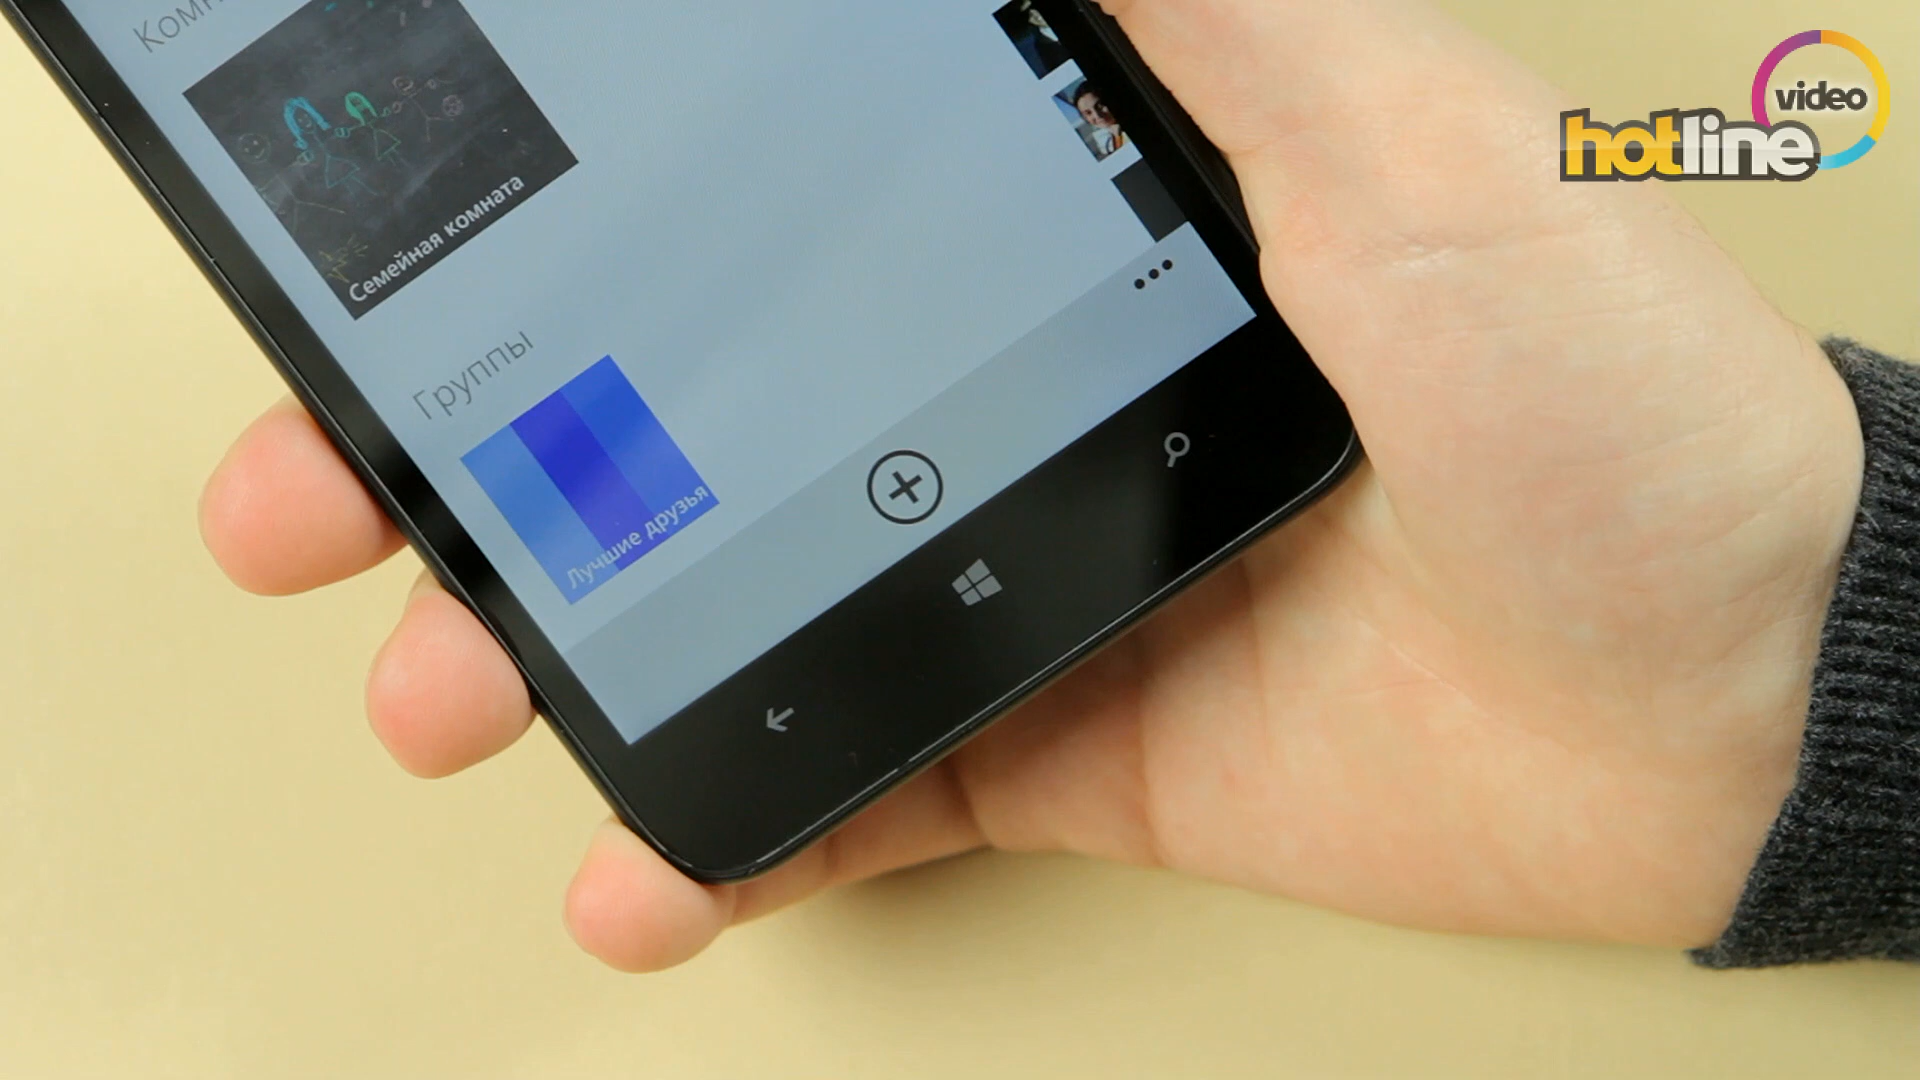 Семейная комната
Группы
Лучшие друзья
video
hotline